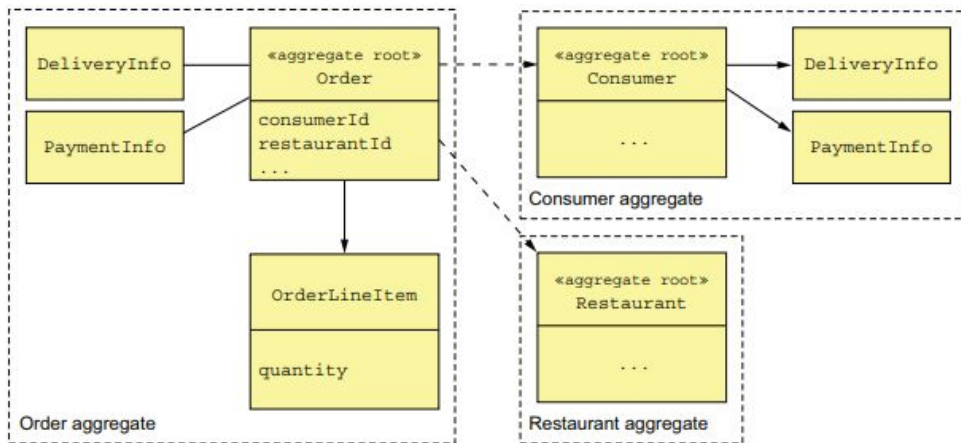 DeliveryInfo
PaymentInfo
«aggregate root»
Order
consumerId
restaurantId
...
OrderLineItem
quantity
Order aggregate
«aggregate root»
Consumer
...
DeliveryInfo
PaymentInfo
Consumer aggregate
«aggregate root»
Restaurant
...
Restaurant aggregate